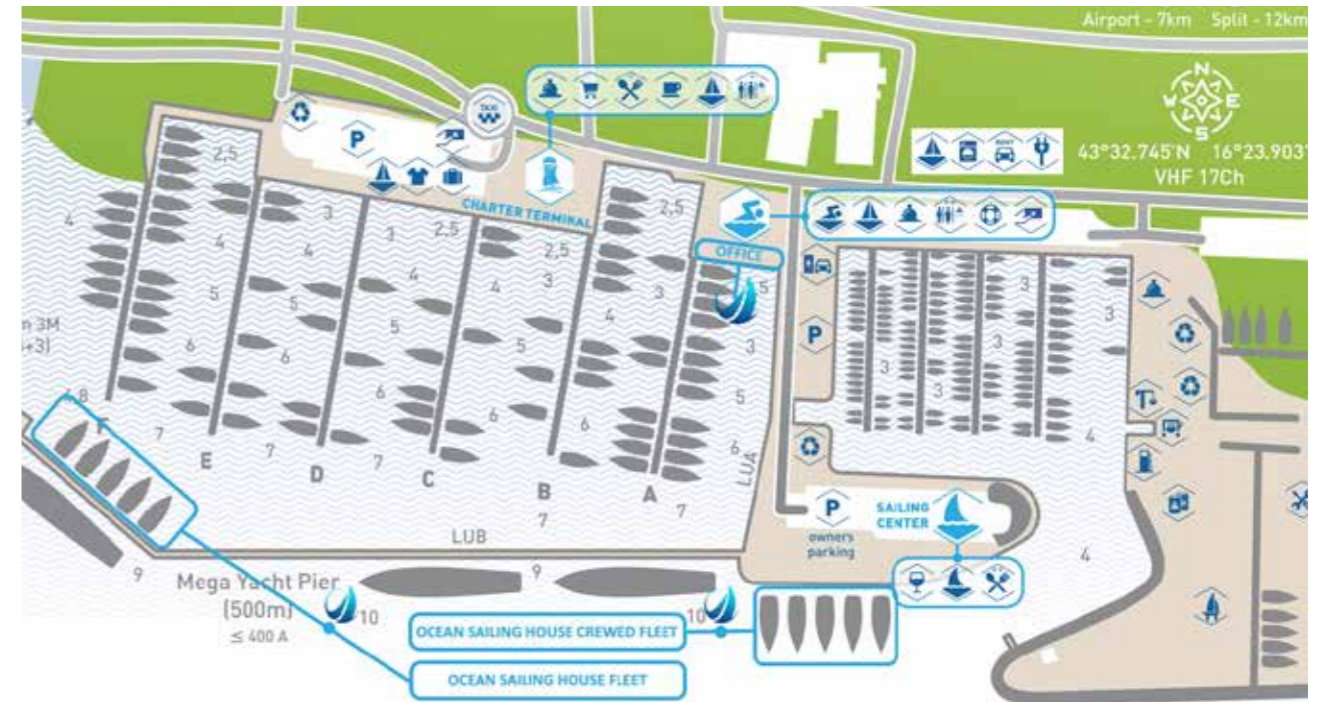 Airport - 7km Split - 12km
N
W E
S
43°32.745'N 16°23.903'
VHF 17Ch
TAXI
P
CHARTER TERMINAL
OFFICE
RENT
2,5
3
2,5
2,5
2,5
4
4
4
3
4
4
3
3
4
5
5
5
5
6
6
6
6
6
7
7
7
7
7
3
5
6
5
3
3
3
3
3
4
4
n 3M
+3)
4,8
F
E
D
C
B
A
LUA
LUB
P
P
owners
parking
SAILING
CENTER
9
Mega Yacht Pier
(500m)
≤ 400 A
10
9
10
OCEAN SAILING HOUSE CREWED FLEET
OCEAN SAILING HOUSE FLEET